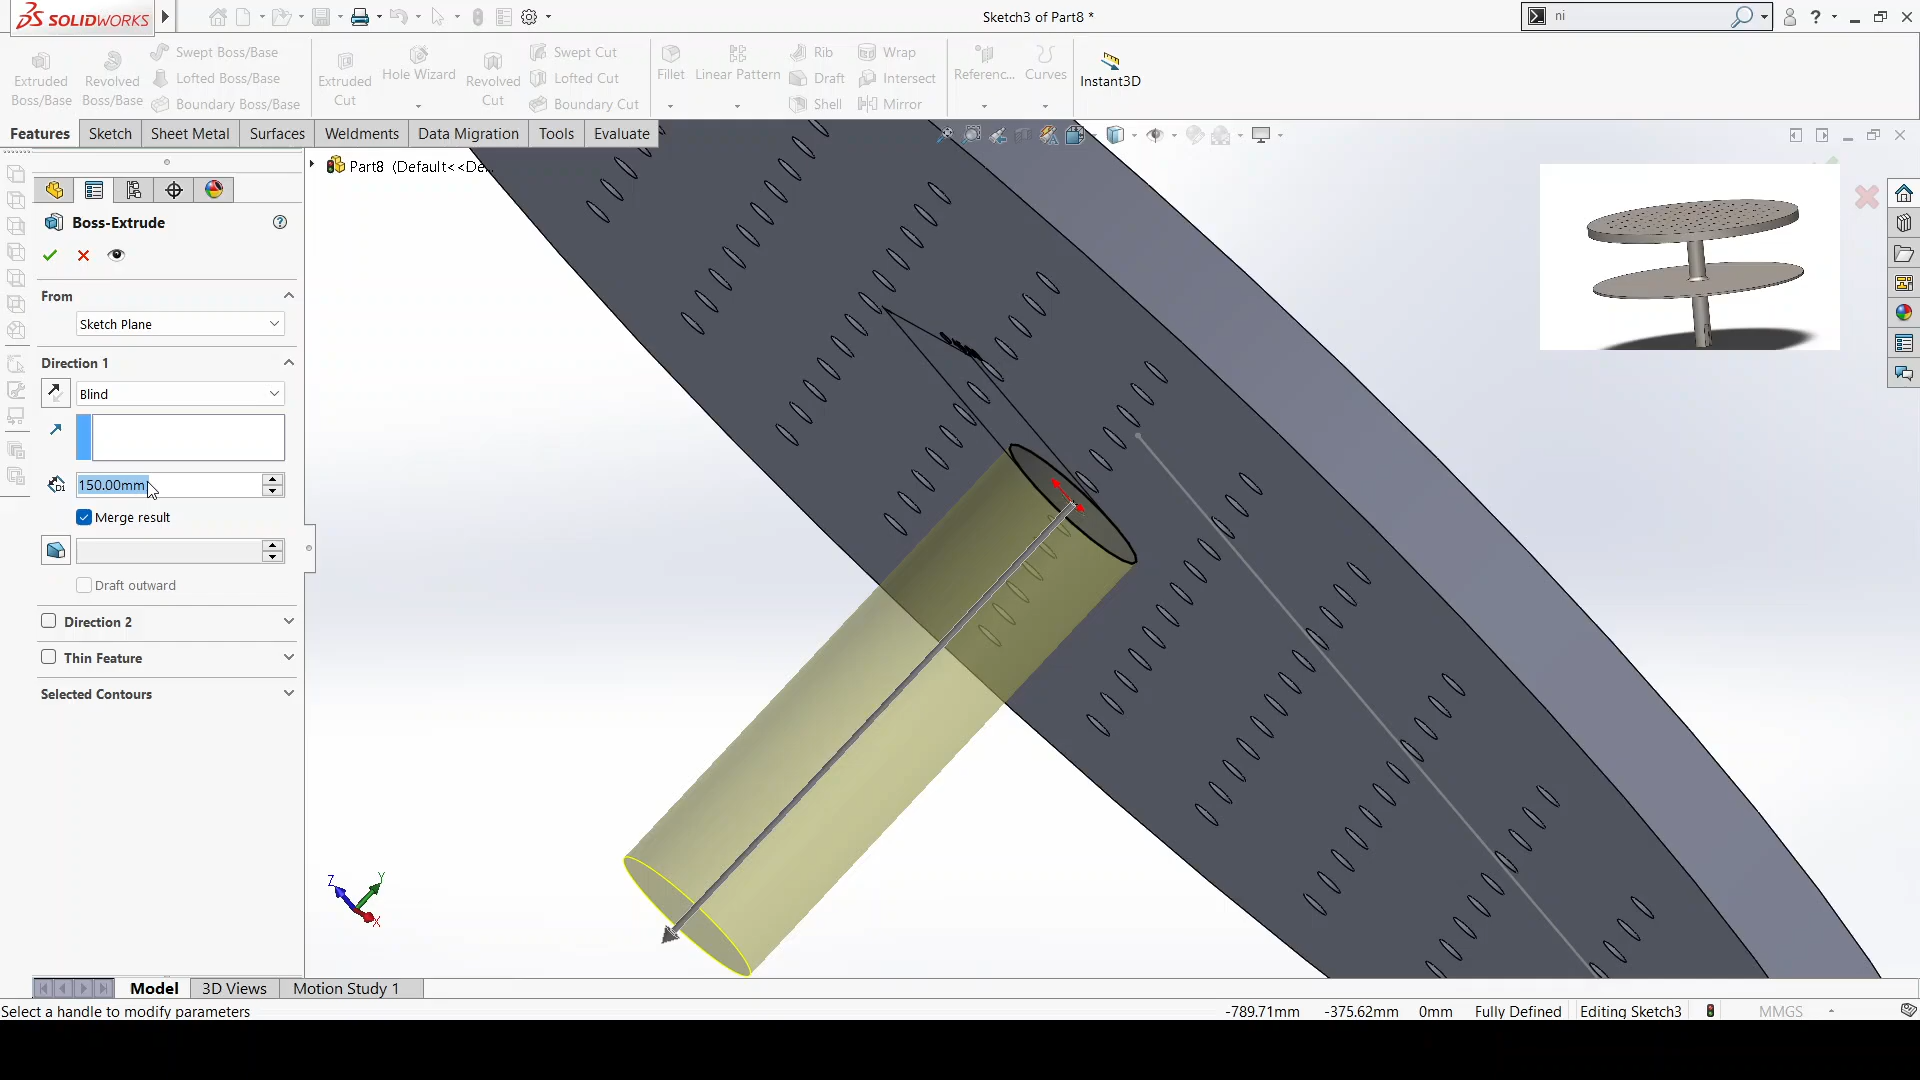 SOLIDWORKS
Sketch3 of Part8 *
ni
Extruded Boss/Base
Revolved Boss/Base
Swept Boss/Base
Lofted Boss/Base
Boundary Boss/Base
Extruded Cut
Hole Wizard
Revolved Cut
Swept Cut
Lofted Cut
Boundary Cut
Fillet
Linear Pattern
Rib
Draft
Shell
Wrap
Intersect
Mirror
Referenc...
Curves
Instant3D
Features
Sketch
Sheet Metal
Surfaces
Weldments
Data Migration
Tools
Evaluate
Part8 (Default<<De...
Boss-Extrude
From
Sketch Plane
Direction 1
Blind
D1
150.00mm
Merge result
Draft outward
Direction 2
Thin Feature
Selected Contours
Z
Y
X
Model
3D Views
Motion Study 1
Select a handle to modify parameters
-789.71mm
-375.62mm
0mm
Fully Defined
Editing Sketch3
MMGS